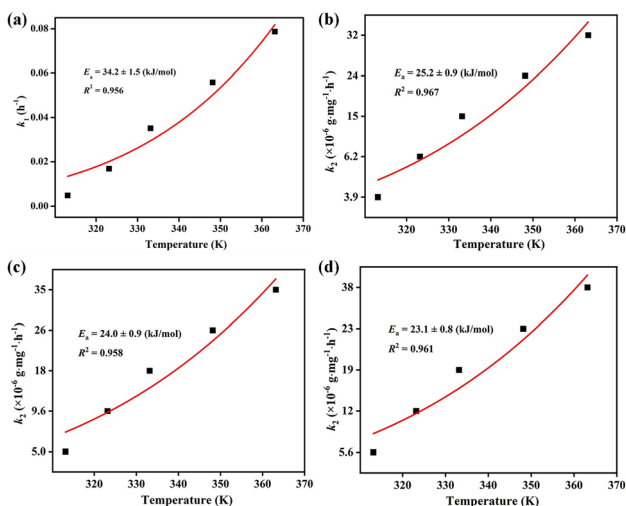 (a)
0.08
0.06
0.04
0.02
0.00
k₁ (h⁻¹)
Eₐ = 34.2 ± 1.5 (kJ/mol)
R² = 0.956
320 330 340 350 360 370
Temperature (K)
(b)
32
24
15
6.2
3.9
k₂ (×10⁻⁶ g·mg⁻¹·h⁻¹)
Eₐ = 25.2 ± 0.9 (kJ/mol)
R² = 0.967
320 330 340 350 360 370
Temperature (K)
(c)
35
26
18
9.6
5.0
k₂ (×10⁻⁶ g·mg⁻¹·h⁻¹)
Eₐ = 24.0 ± 0.9 (kJ/mol)
R² = 0.958
320 330 340 350 360 370
Temperature (K)
(d)
38
23
19
12
5.6
k₂ (×10⁻⁶ g·mg⁻¹·h⁻¹)
Eₐ = 23.1 ± 0.8 (kJ/mol)
R² = 0.961
320 330 340 350 360 370
Temperature (K)